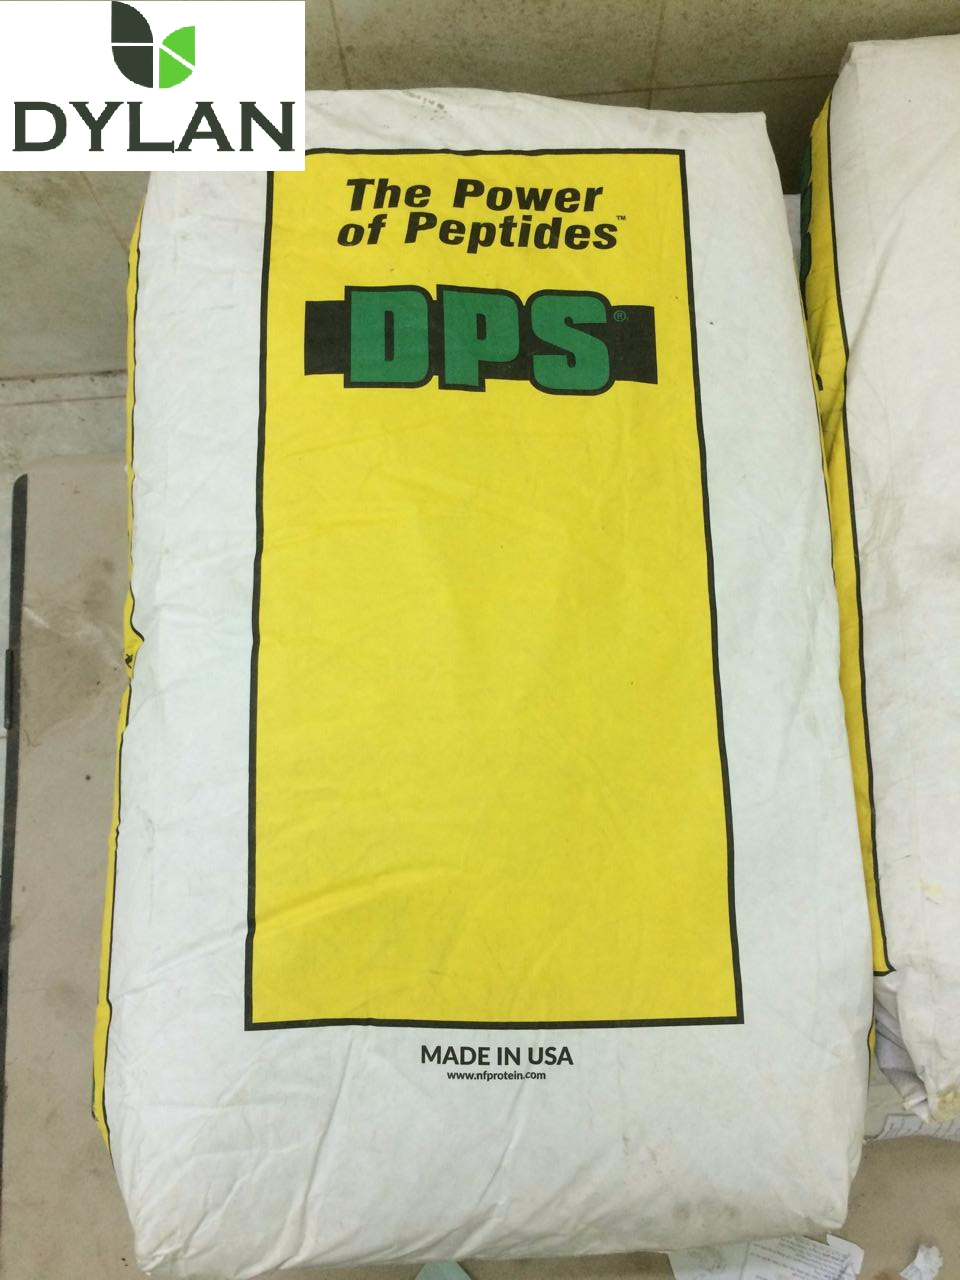 DYLAN
The Power
of Peptides™
DPS®
MADE IN USA
www.nfprotein.com